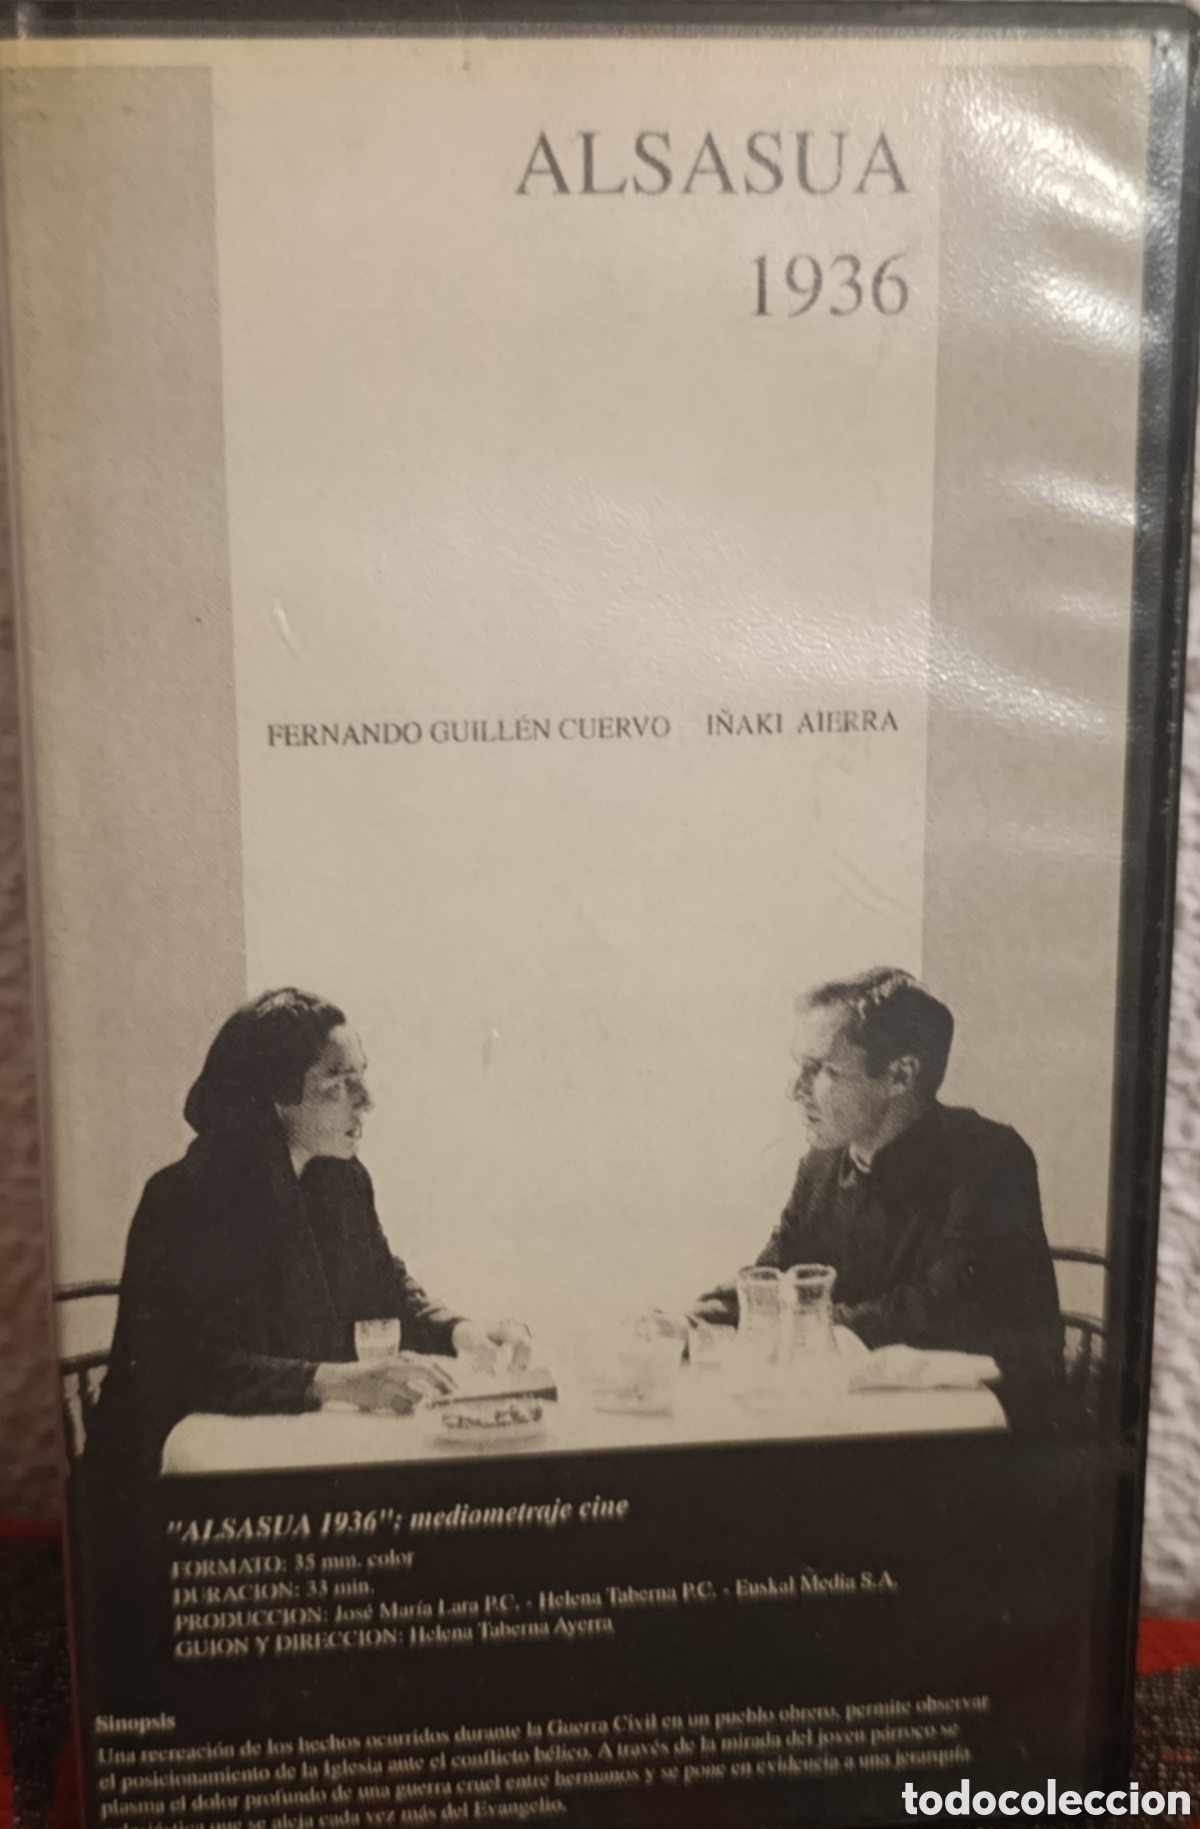 ALSASUA
1936
FERNANDO GUILLÉN CUERVO IÑAKI AIERRA
"ALSASUA 1936"; mediometraje cine
FORMATO: 35 mm. color
DURACION: 33 min.
PRODUCCION: José María Lara P.C. - Helena Taberna P.C. - Euskal Media S.A.
GUION Y DIRECCION: Helena Taberna Ayerra
Sinopsis
Una recreación de los hechos ocurridos durante la Guerra Civil en un pueblo obrero, permite observar
el posicionamiento de la Iglesia ante el conflicto bélico. A través de la mirada del joven párroco se
plasma el dolor profundo de una guerra cruel entre hermanos y se pone en evidencia a una jerarquía
que se aleja cada vez más del Evangelio.
todocoleccion